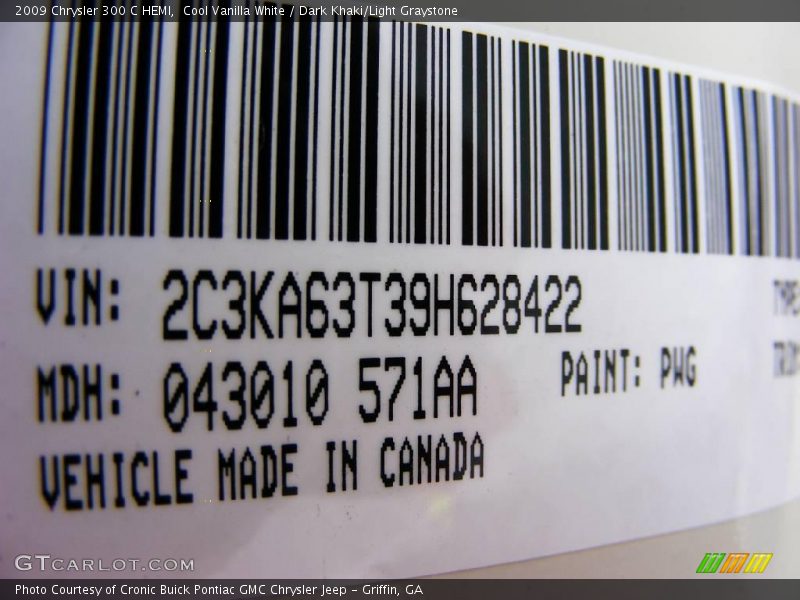 2009 Chrysler 300 C HEMI,  Cool Vanilla White / Dark Khaki/Light Graystone
VIN: 2C3KA63T39H628422
MDH: 043010 571AA PAINT: PWG
VEHICLE MADE IN CANADA
GTCARLOT.COM
Photo Courtesy of Cronic Buick Pontiac GMC Chrysler Jeep - Griffin, GA